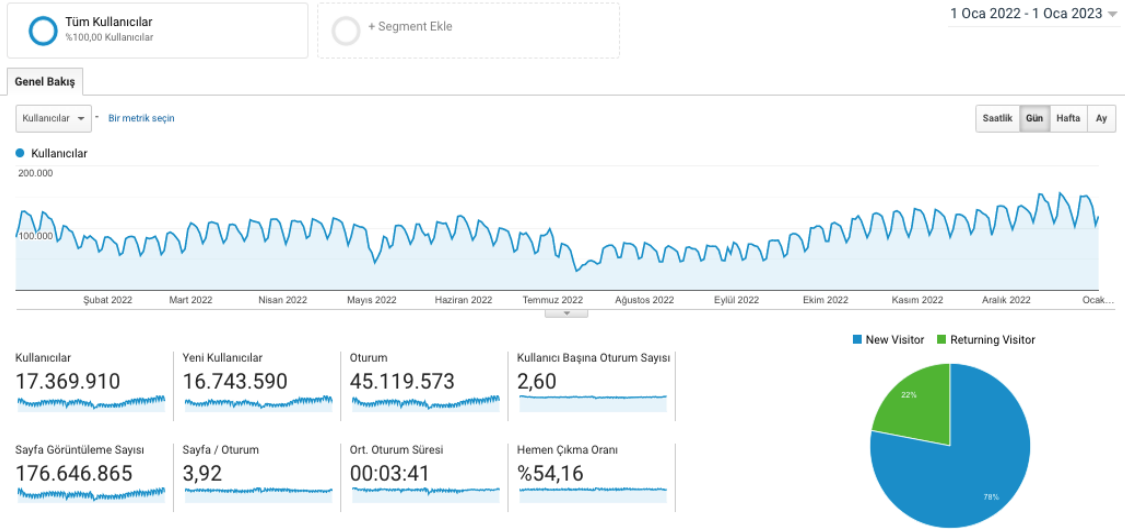 Tüm Kullanıcılar
%100,00 Kullanıcılar
+ Segment Ekle
1 Oca 2022 - 1 Oca 2023
Genel Bakış
Kullanıcılar - Bir metrik seçin
Saatlik Gün Hafta Ay
Kullanıcılar
200.000
100.000
Şubat 2022 Mart 2022 Nisan 2022 Mayıs 2022 Haziran 2022 Temmuz 2022 Ağustos 2022 Eylül 2022 Ekim 2022 Kasım 2022 Aralık 2022 Ocak...
New Visitor Returning Visitor
Kullanıcılar Yeni Kullanıcılar Oturum Kullanıcı Başına Oturum Sayısı
17.369.910 16.743.590 45.119.573 2,60
22%
Sayfa Görüntüleme Sayısı Sayfa / Oturum Ort. Oturum Süresi Hemen Çıkma Oranı
176.646.865 3,92 00:03:41 %54,16
78%